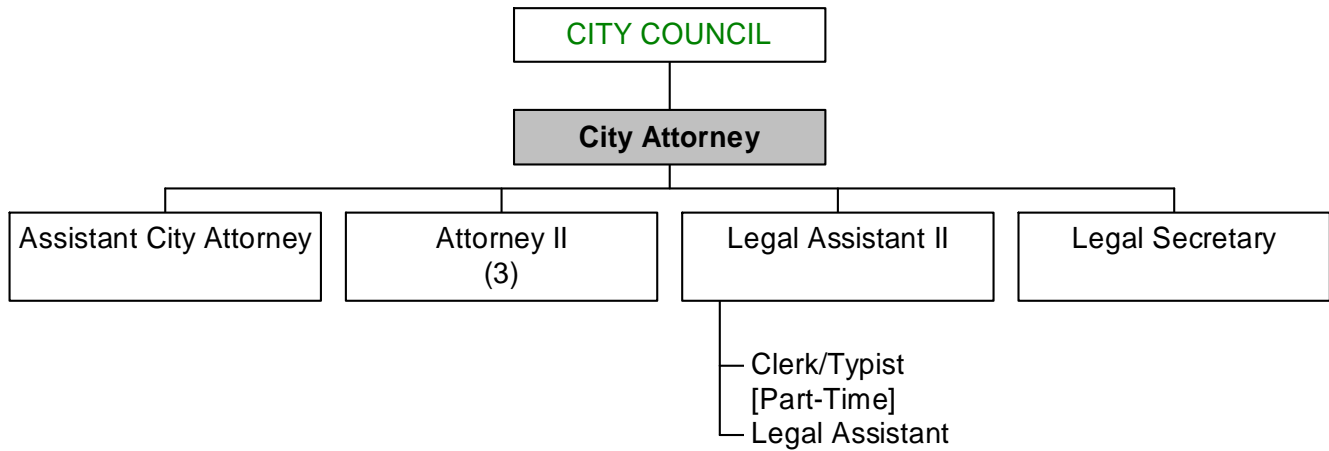 CITY COUNCIL
City Attorney
Assistant City Attorney
Attorney II
(3)
Legal Assistant II
Legal Secretary
Clerk/Typist
[Part-Time]
Legal Assistant